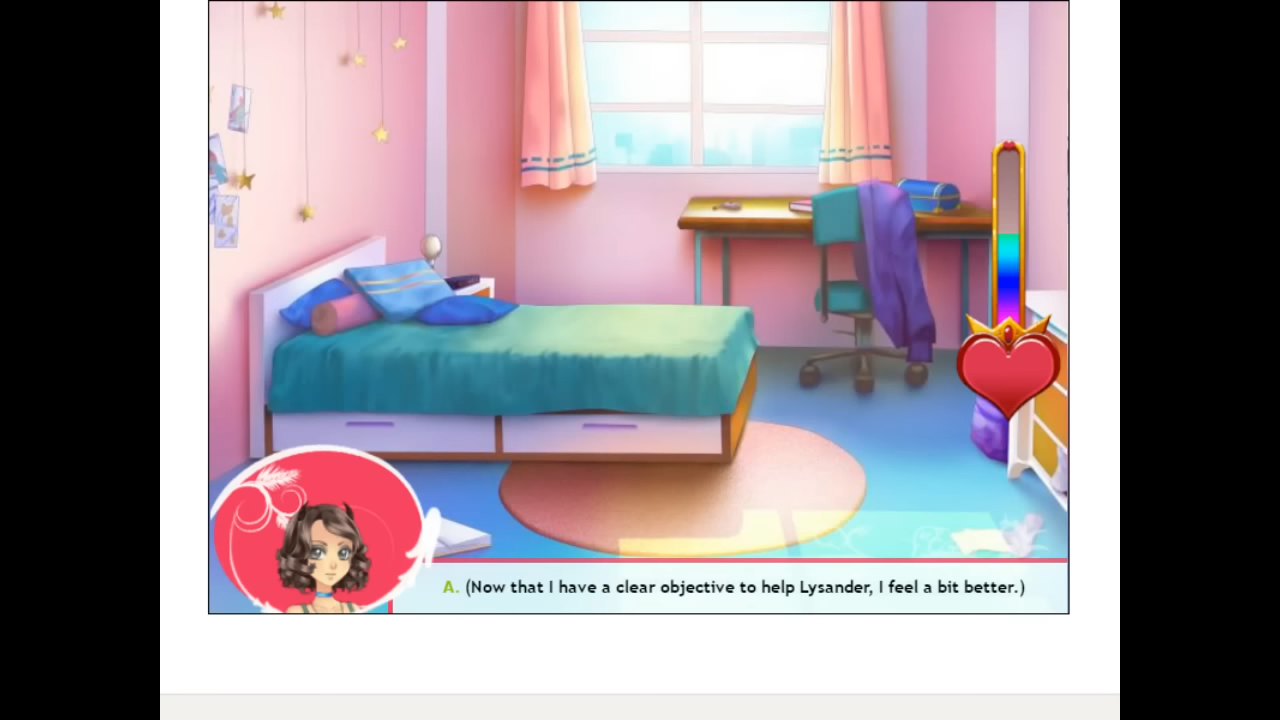 A. (Now that I have a clear objective to help Lysander, I feel a bit better.)